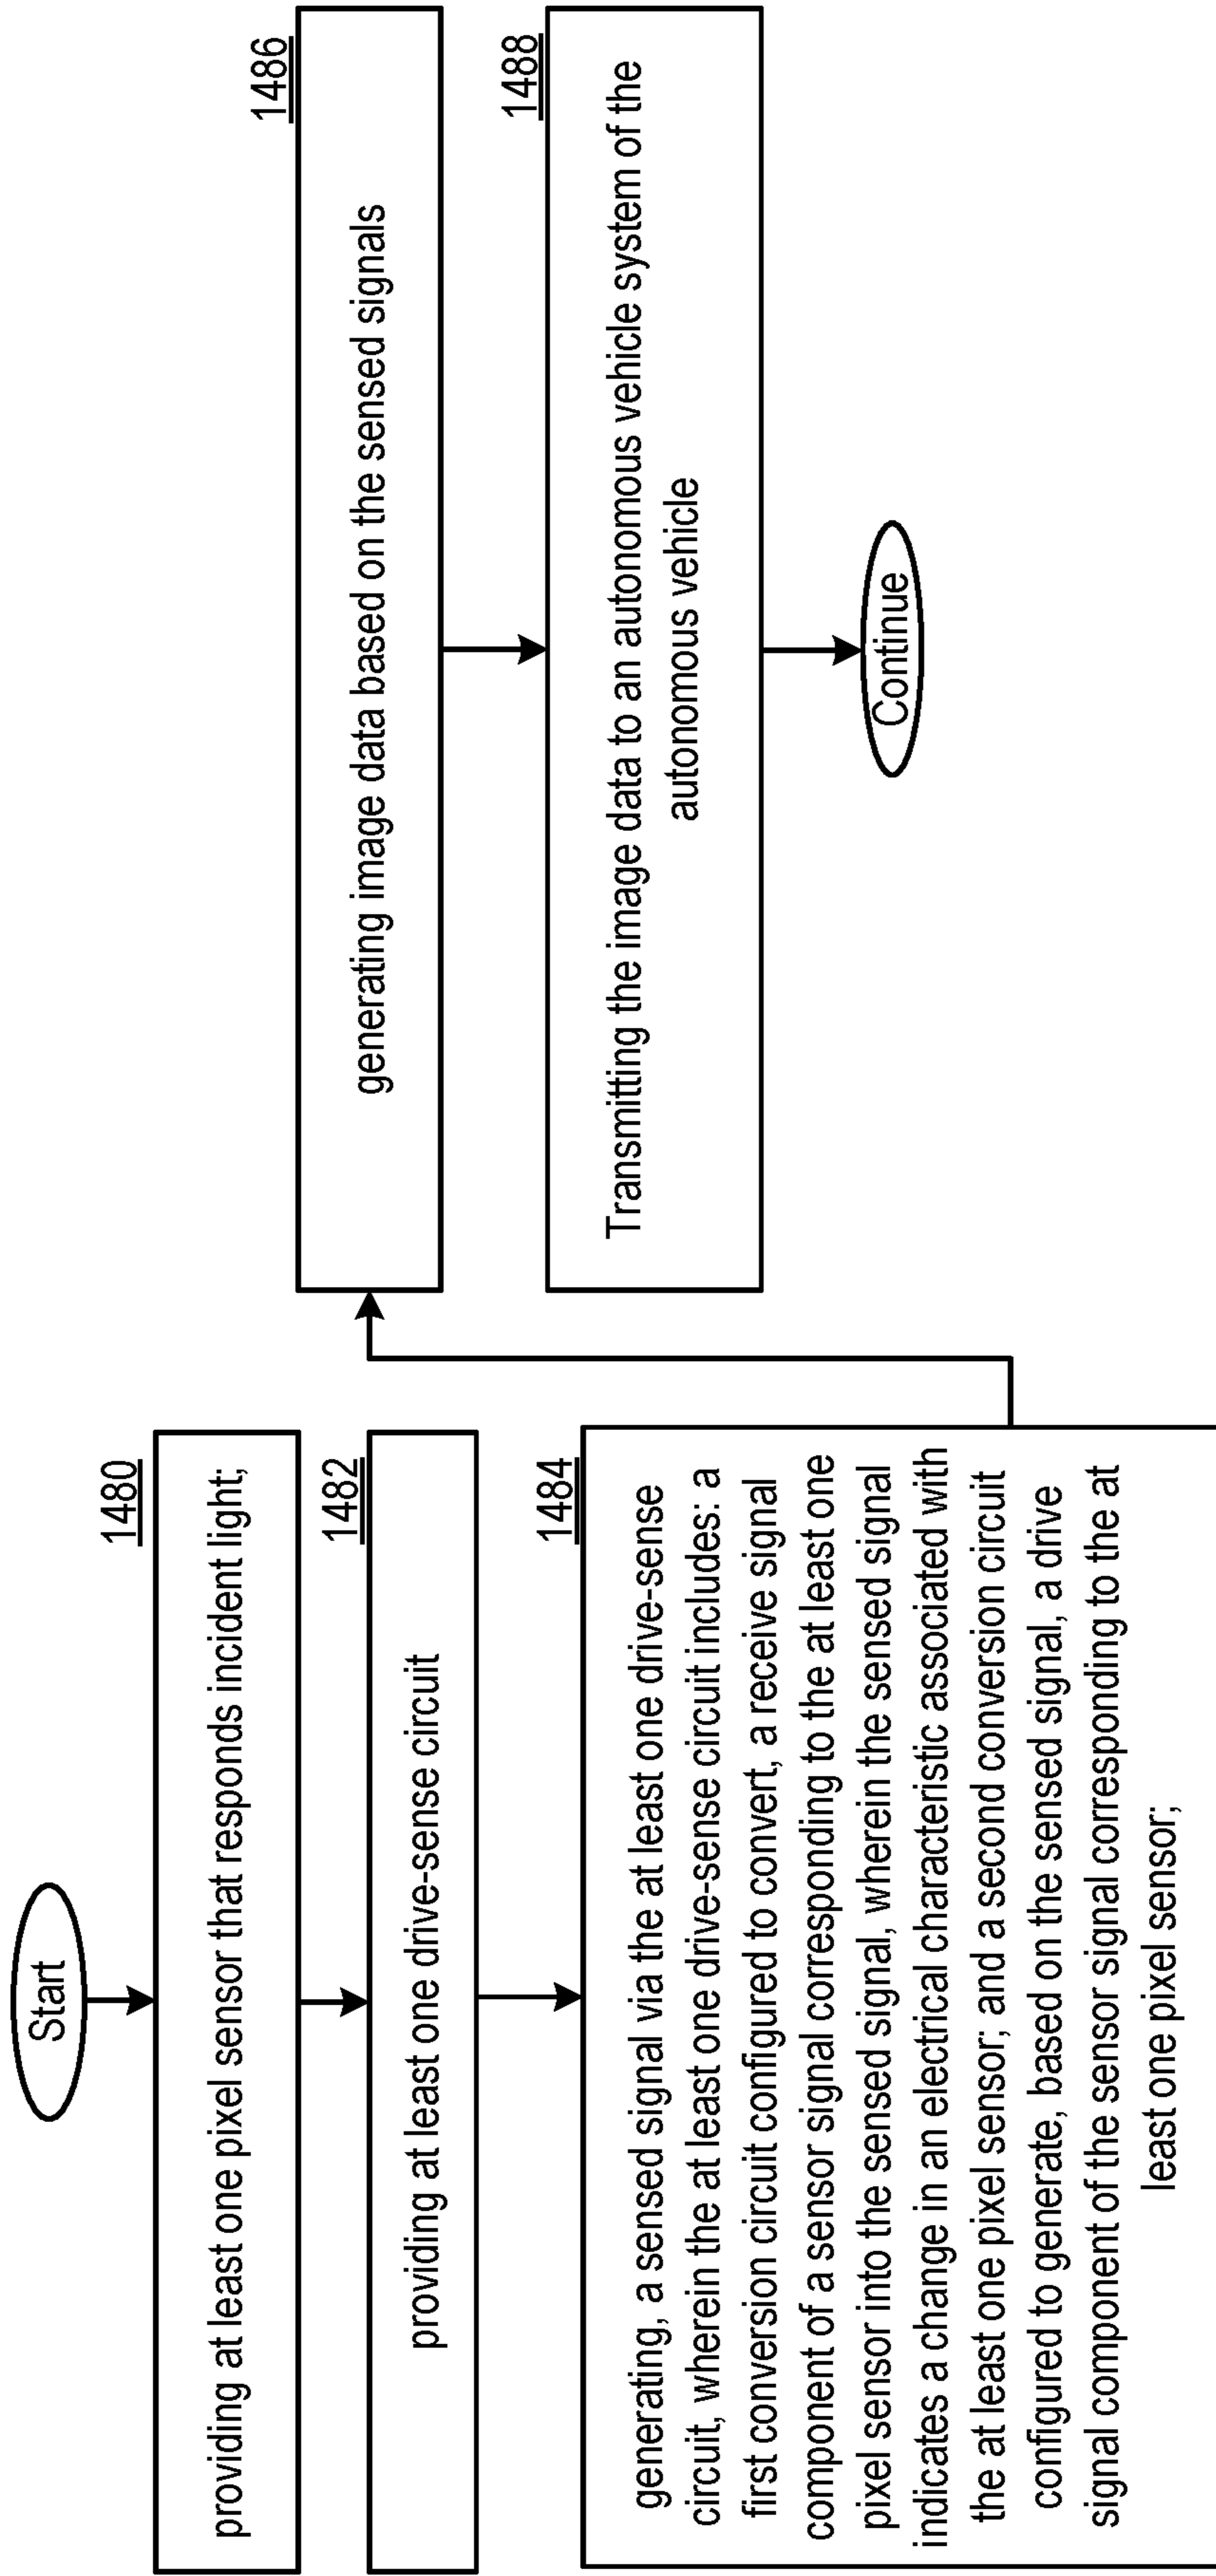 Start
1480
providing at least one pixel sensor that responds incident light;
1482
providing at least one drive-sense circuit
1484
generating, a sensed signal via the at least one drive-sense
circuit, wherein the at least one drive-sense circuit includes: a
first conversion circuit configured to convert, a receive signal
component of a sensor signal corresponding to the at least one
pixel sensor into the sensed signal, wherein the sensed signal
indicates a change in an electrical characteristic associated with
the at least one pixel sensor; and a second conversion circuit
configured to generate, based on the sensed signal, a drive
signal component of the sensor signal corresponding to the at
least one pixel sensor;
1486
generating image data based on the sensed signals
1488
Transmitting the image data to an autonomous vehicle system of the
autonomous vehicle
Continue